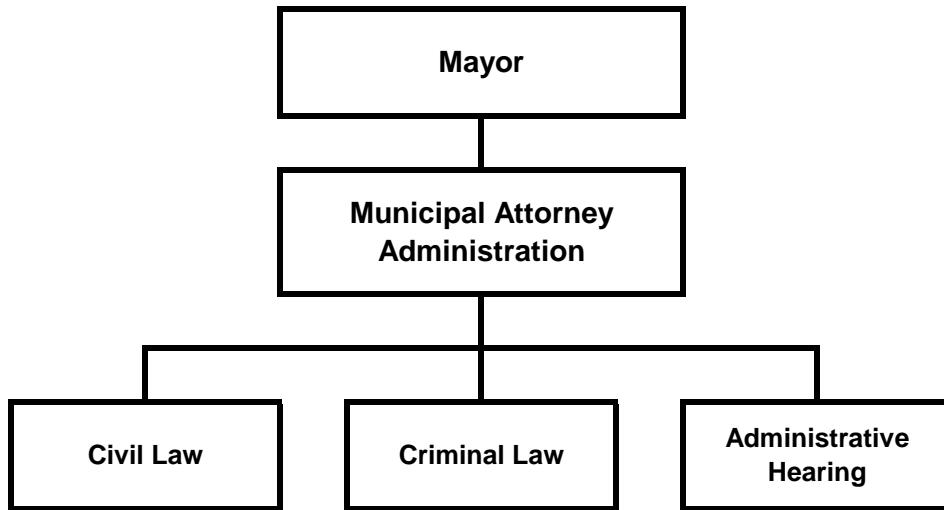 Mayor
Municipal Attorney
Administration
Civil Law
Criminal Law
Administrative
Hearing